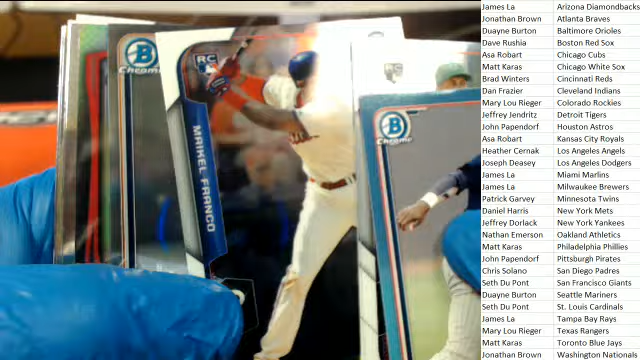 B
Chrome
RC
MAIKEL FRANCO
RC
B
Chrome
James La Arizona Diamondbacks
Jonathan Brown Atlanta Braves
Duayne Burton Baltimore Orioles
Dave Rushia Boston Red Sox
Asa Robart Chicago Cubs
Matt Karas Chicago White Sox
Brad Winters Cincinnati Reds
Dan Frazier Cleveland Indians
Mary Lou Rieger Colorado Rockies
Jeffrey Jendritz Detroit Tigers
John Papendorf Houston Astros
Asa Robart Kansas City Royals
Heather Cernak Los Angeles Angels
Joseph Deasey Los Angeles Dodgers
James La Miami Marlins
James La Milwaukee Brewers
Patrick Garvey Minnesota Twins
Daniel Harris New York Mets
Jeffrey Dorlack New York Yankees
Nathan Emerson Oakland Athletics
Matt Karas Philadelphia Phillies
John Papendorf Pittsburgh Pirates
Chris Solano San Diego Padres
Seth Du Pont San Francisco Giants
Duayne Burton Seattle Mariners
Seth Du Pont St. Louis Cardinals
James La Tampa Bay Rays
Mary Lou Rieger Texas Rangers
Matt Karas Toronto Blue Jays
Jonathan Brown Washington Nationals